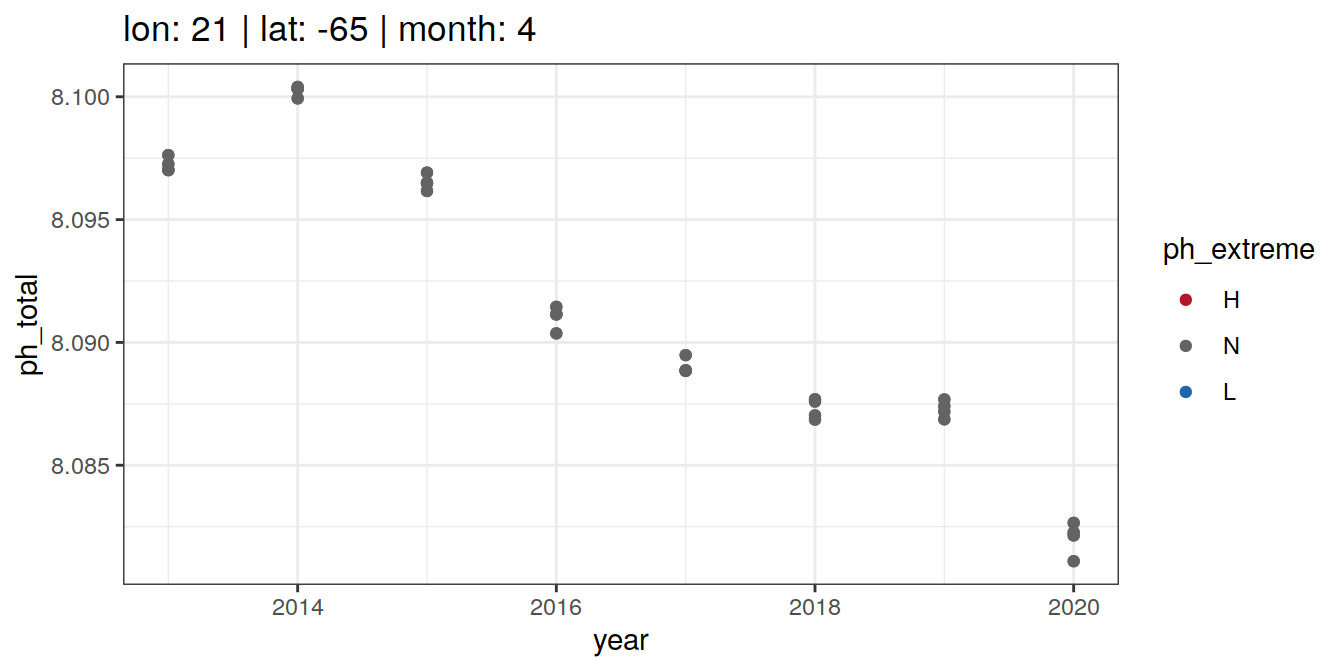 lon: 21 | lat: -65 | month: 4
8.100
8.095
8.090
8.085
ph_total
2014
2016
2018
2020
year
ph_extreme
H
N
L